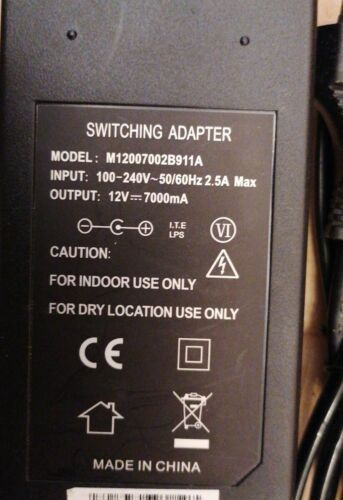 SWITCHING ADAPTER
MODEL: M12007002B911A
INPUT: 100-240V~50/60Hz 2.5A Max
OUTPUT: 12V⎓7000mA
I.T.E
LPS
VI
CAUTION:
FOR INDOOR USE ONLY
FOR DRY LOCATION USE ONLY
CE
MADE IN CHINA